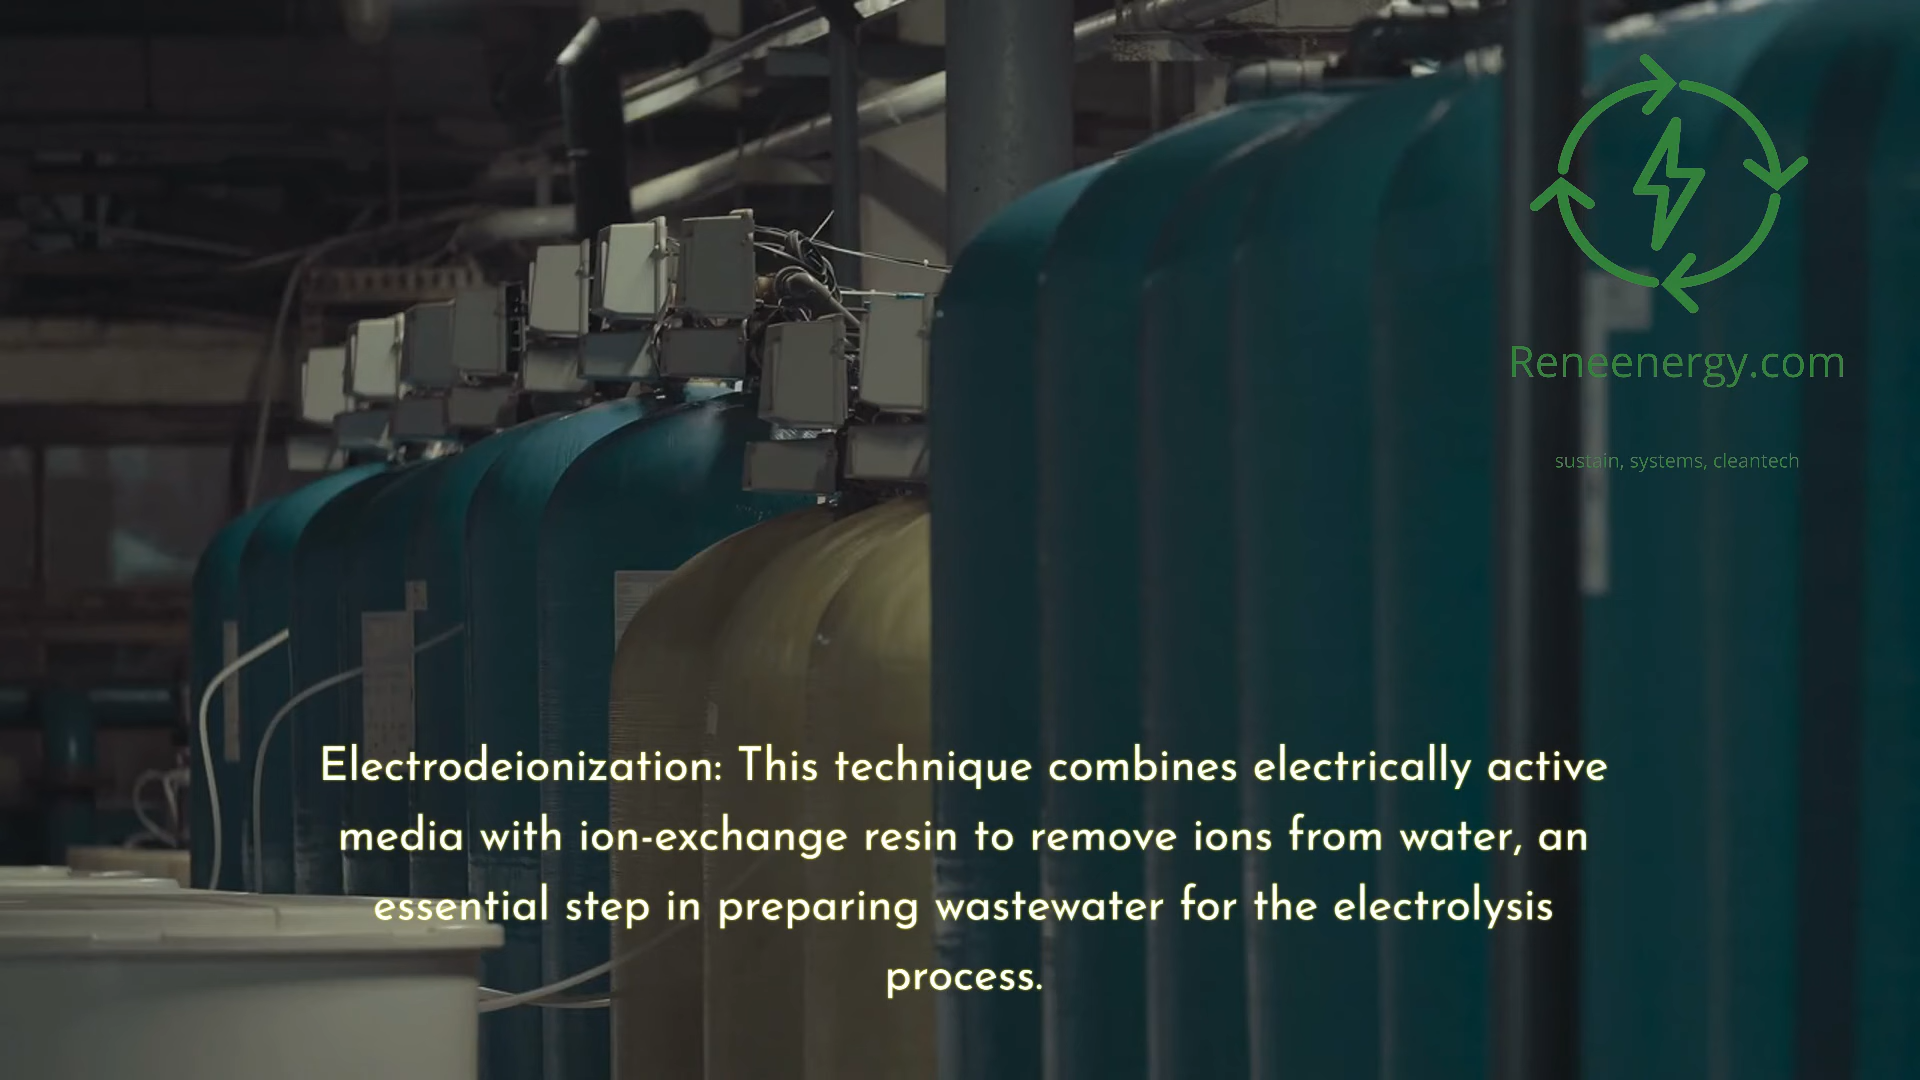 Reneenergy.com
sustain, systems, cleantech
Electrodeionization: This technique combines electrically active
media with ion-exchange resin to remove ions from water, an
essential step in preparing wastewater for the electrolysis
process.